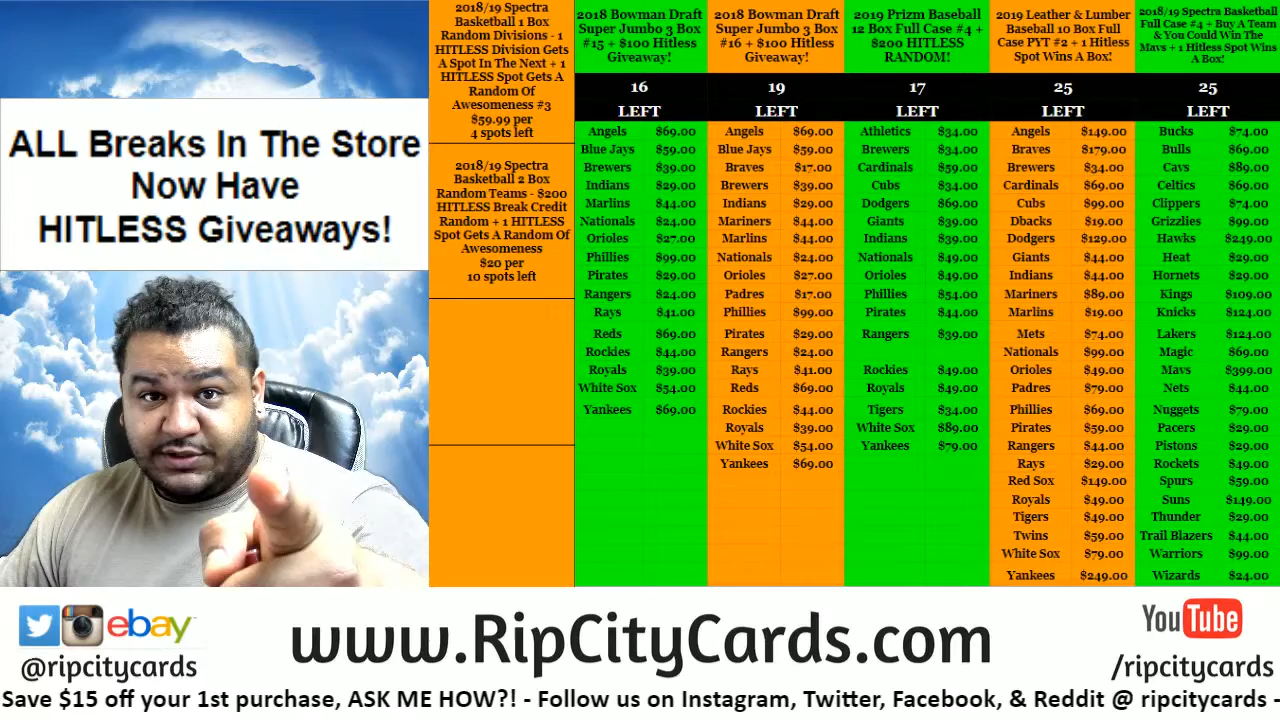 ALL Breaks In The Store
Now Have
HITLESS Giveaways!
2018/19 Spectra
Basketball 1 Box
Random Divisions - 1
HITLESS Division Gets
A Spot In The Next + 1
HITLESS Spot Gets A
Random Of
Awesomeness #3
$59.99 per
4 spots left
2018/19 Spectra
Basketball 2 Box
Random Teams - $200
HITLESS Break Credit
Random + 1 HITLESS
Spot Gets A Random Of
Awesomeness
$20 per
10 spots left
2018 Bowman Draft
Super Jumbo 3 Box
#15 + $100 Hitless
Giveaway!
16
LEFT
Angels $69.00
Blue Jays $59.00
Brewers $39.00
Indians $29.00
Marlins $44.00
Nationals $24.00
Orioles $27.00
Phillies $99.00
Pirates $29.00
Rangers $24.00
Rays $41.00
Reds $69.00
Rockies $44.00
Royals $39.00
White Sox $54.00
Yankees $69.00
2018 Bowman Draft
Super Jumbo 3 Box
#16 + $100 Hitless
Giveaway!
19
LEFT
Angels $69.00
Blue Jays $59.00
Braves $17.00
Brewers $39.00
Indians $29.00
Mariners $44.00
Marlins $44.00
Nationals $24.00
Orioles $27.00
Padres $17.00
Phillies $99.00
Pirates $29.00
Rangers $24.00
Rays $41.00
Reds $69.00
Rockies $44.00
Royals $39.00
White Sox $54.00
Yankees $69.00
2019 Prizm Baseball
12 Box Full Case #4 +
$200 HITLESS
RANDOM!
17
LEFT
Athletics $34.00
Brewers $34.00
Cardinals $59.00
Cubs $34.00
Dodgers $69.00
Giants $39.00
Indians $39.00
Nationals $49.00
Orioles $49.00
Phillies $54.00
Pirates $44.00
Rangers $39.00
Rockies $49.00
Royals $49.00
Tigers $34.00
White Sox $89.00
Yankees $79.00
2019 Leather & Lumber
Baseball 10 Box Full
Case PYT #2 + 1 Hitless
Spot Wins A Box!
25
LEFT
Angels $149.00
Braves $179.00
Brewers $34.00
Cardinals $69.00
Cubs $99.00
Dbacks $19.00
Dodgers $129.00
Giants $44.00
Indians $44.00
Mariners $89.00
Marlins $19.00
Mets $74.00
Nationals $99.00
Orioles $49.00
Padres $79.00
Phillies $69.00
Pirates $59.00
Rangers $44.00
Rays $29.00
Red Sox $149.00
Royals $49.00
Tigers $49.00
Twins $59.00
White Sox $79.00
Yankees $249.00
2018/19 Spectra Basketball
Full Case #4 + Buy A Team
& You Could Win The
Mavs + 1 Hitless Spot Wins
A Box!
25
LEFT
Bucks $74.00
Bulls $69.00
Cavs $89.00
Celtics $69.00
Clippers $74.00
Grizzlies $99.00
Hawks $249.00
Heat $29.00
Hornets $29.00
Kings $109.00
Knicks $124.00
Lakers $124.00
Magic $69.00
Mavs $399.00
Nets $44.00
Nuggets $79.00
Pacers $29.00
Pistons $29.00
Rockets $49.00
Spurs $59.00
Suns $149.00
Thunder $29.00
Trail Blazers $44.00
Warriors $99.00
Wizards $24.00
ebay
@ripcitycards
www.RipCityCards.com
YouTube
/ripcitycards
Save $15 off your 1st purchase, ASK ME HOW?! - Follow us on Instagram, Twitter, Facebook, & Reddit @ ripcitycards -